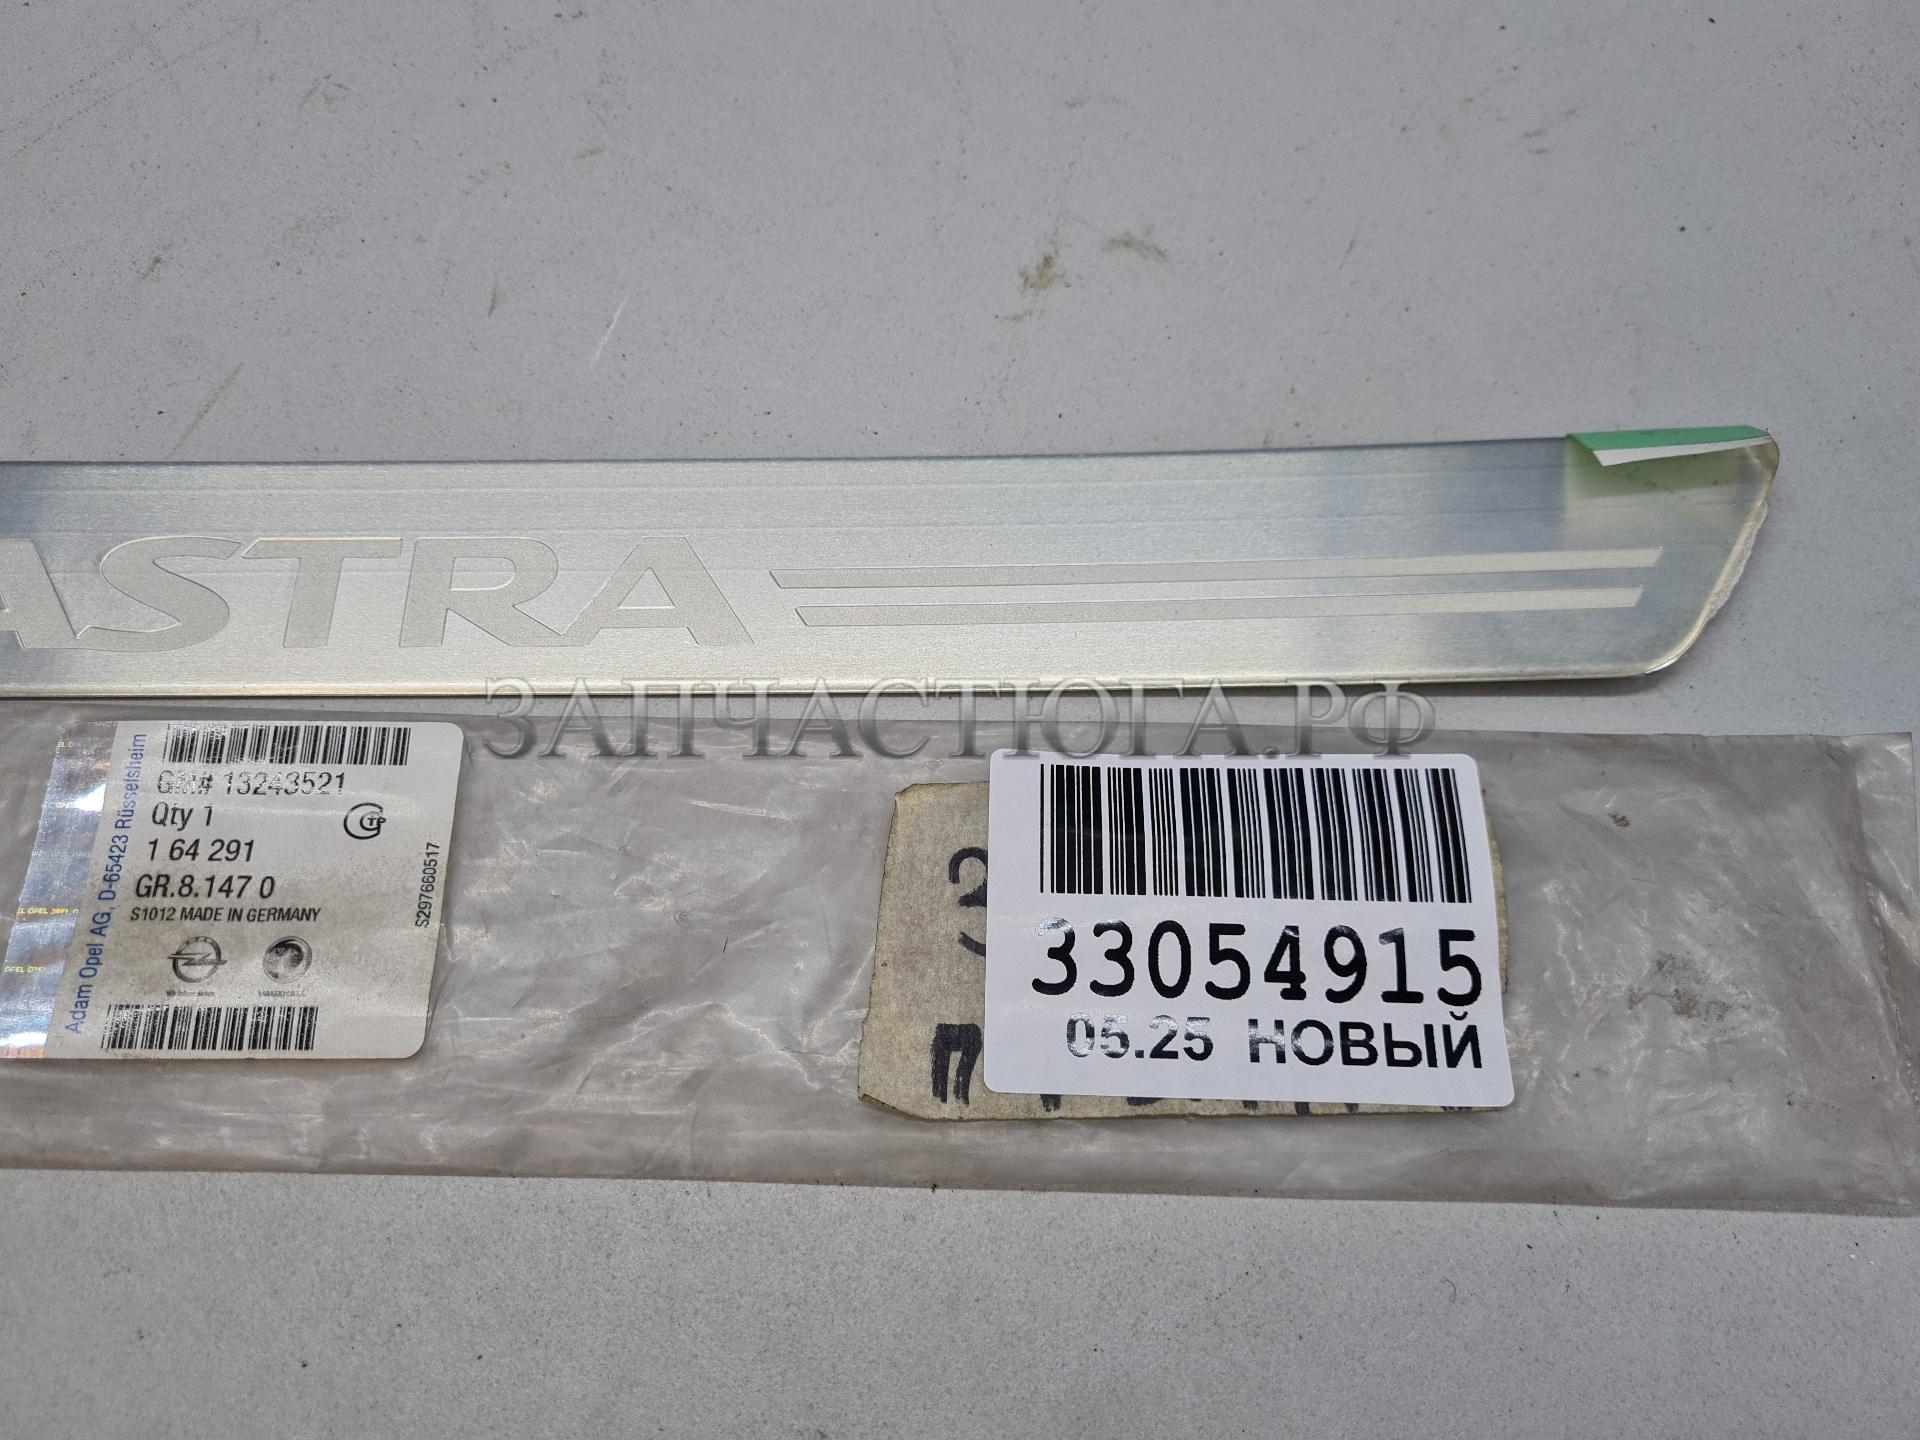 ASTRA
ЗАПЧАСТЮГА.РФ
GM# 13243521
Qty 1
1 64 291
GR.8.147 0
S1012 MADE IN GERMANY
Adam Opel AG, D-65423 Rüsselsheim
S297660517
VAUXHALL
33054915
05.25 НОВЫЙ